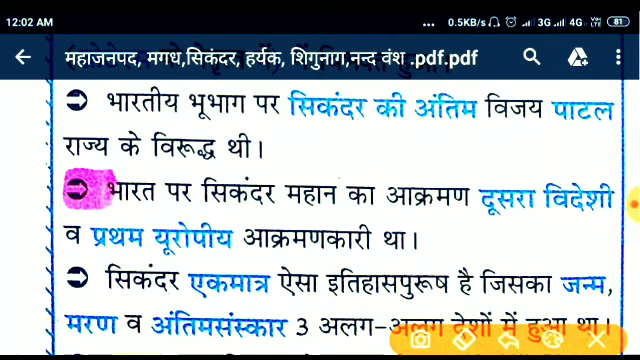 12:02 AM
... 0.5KB/s 3G 4G VoLTE 81
महाजनपद, मगध,सिकंदर, हर्यक, शिशुनाग,नन्द वंश .pdf.pdf
भारतीय भूभाग पर सिकंदर की अंतिम विजय पाटल
राज्य के विरूद्ध थी।
भारत पर सिकंदर महान का आक्रमण दूसरा विदेशी
व प्रथम यूरोपीय आक्रमणकारी था।
सिकंदर एकमात्र ऐसा इतिहासपुरूष है जिसका जन्म,
मरण व अंतिमसंस्कार 3 अलग-अलग देशों में हुआ था।